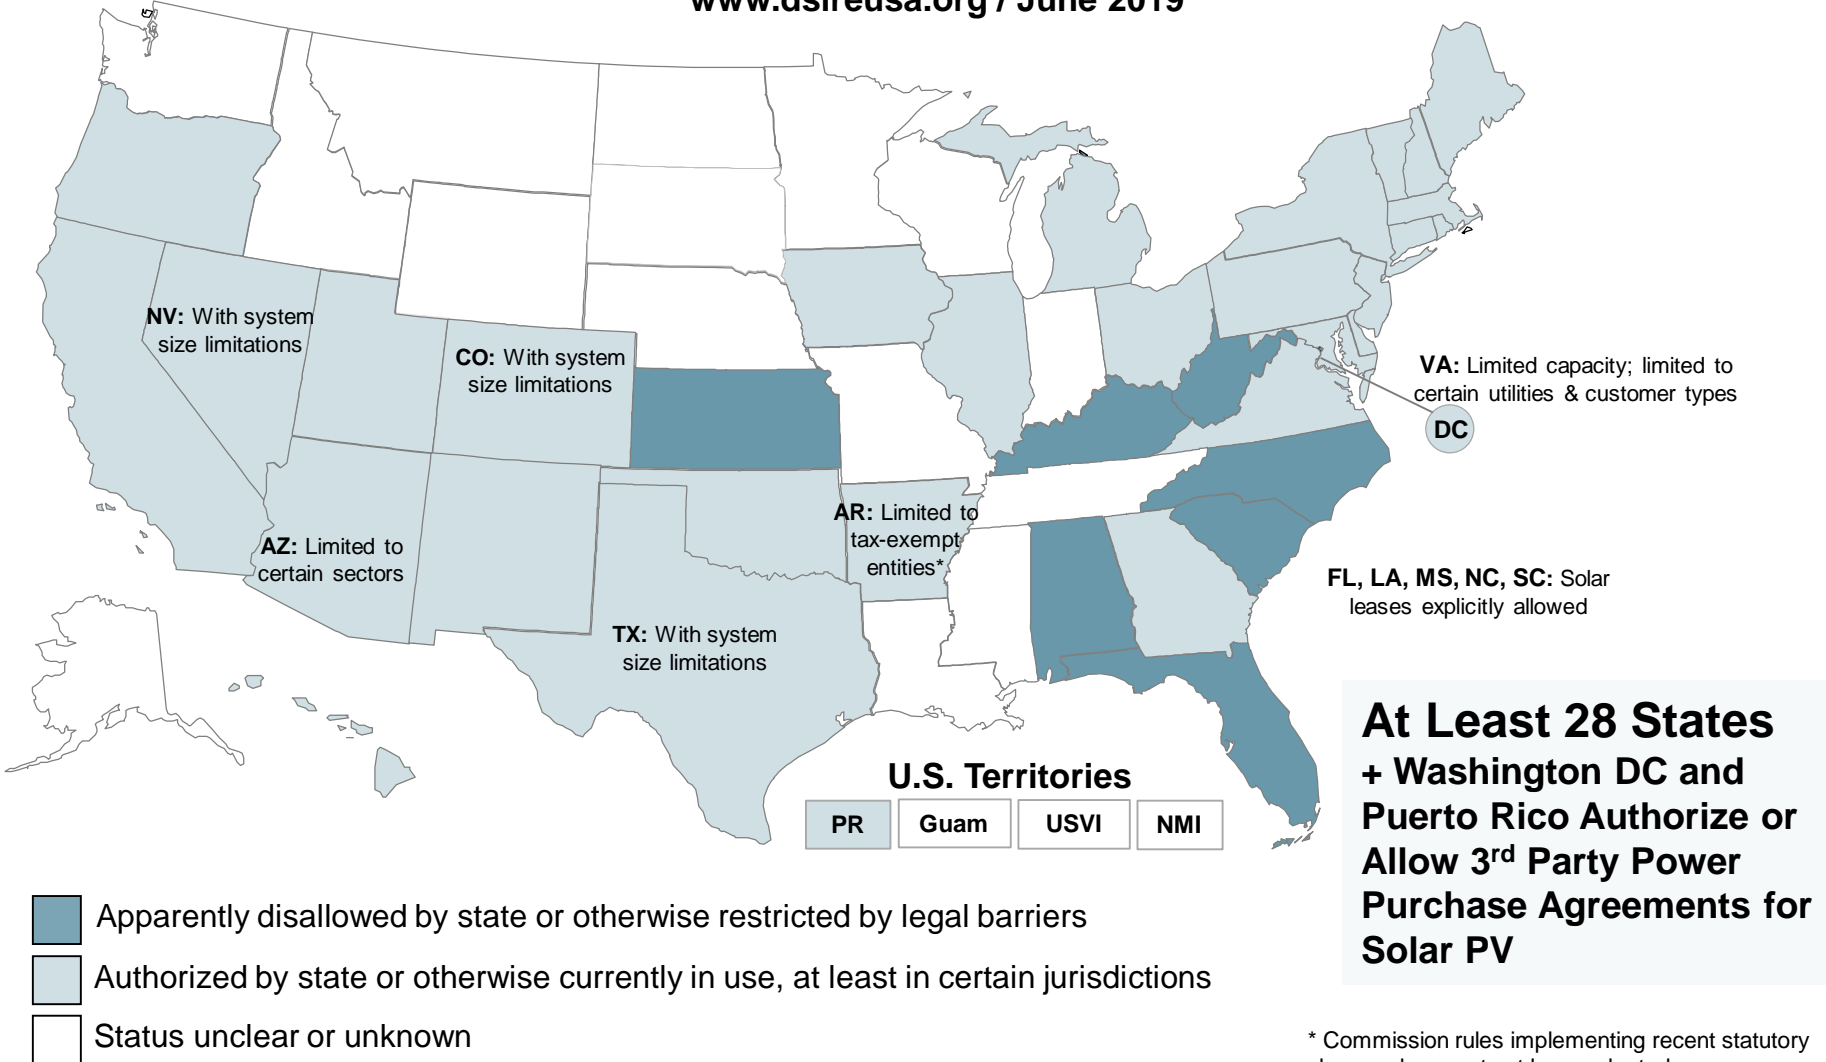 www.dsireusa.org / June 2019
NV: With system
size limitations
CO: With system
size limitations
VA: Limited capacity; limited to
certain utilities & customer types
DC
AR: Limited to
tax-exempt
entities*
AZ: Limited to
certain sectors
FL, LA, MS, NC, SC: Solar
leases explicitly allowed
TX: With system
size limitations
U.S. Territories
PR
Guam
USVI
NMI
At Least 28 States
+ Washington DC and
Puerto Rico Authorize or
Allow 3rd Party Power
Purchase Agreements for
Solar PV
Apparently disallowed by state or otherwise restricted by legal barriers
Authorized by state or otherwise currently in use, at least in certain jurisdictions
Status unclear or unknown
* Commission rules implementing recent statutory